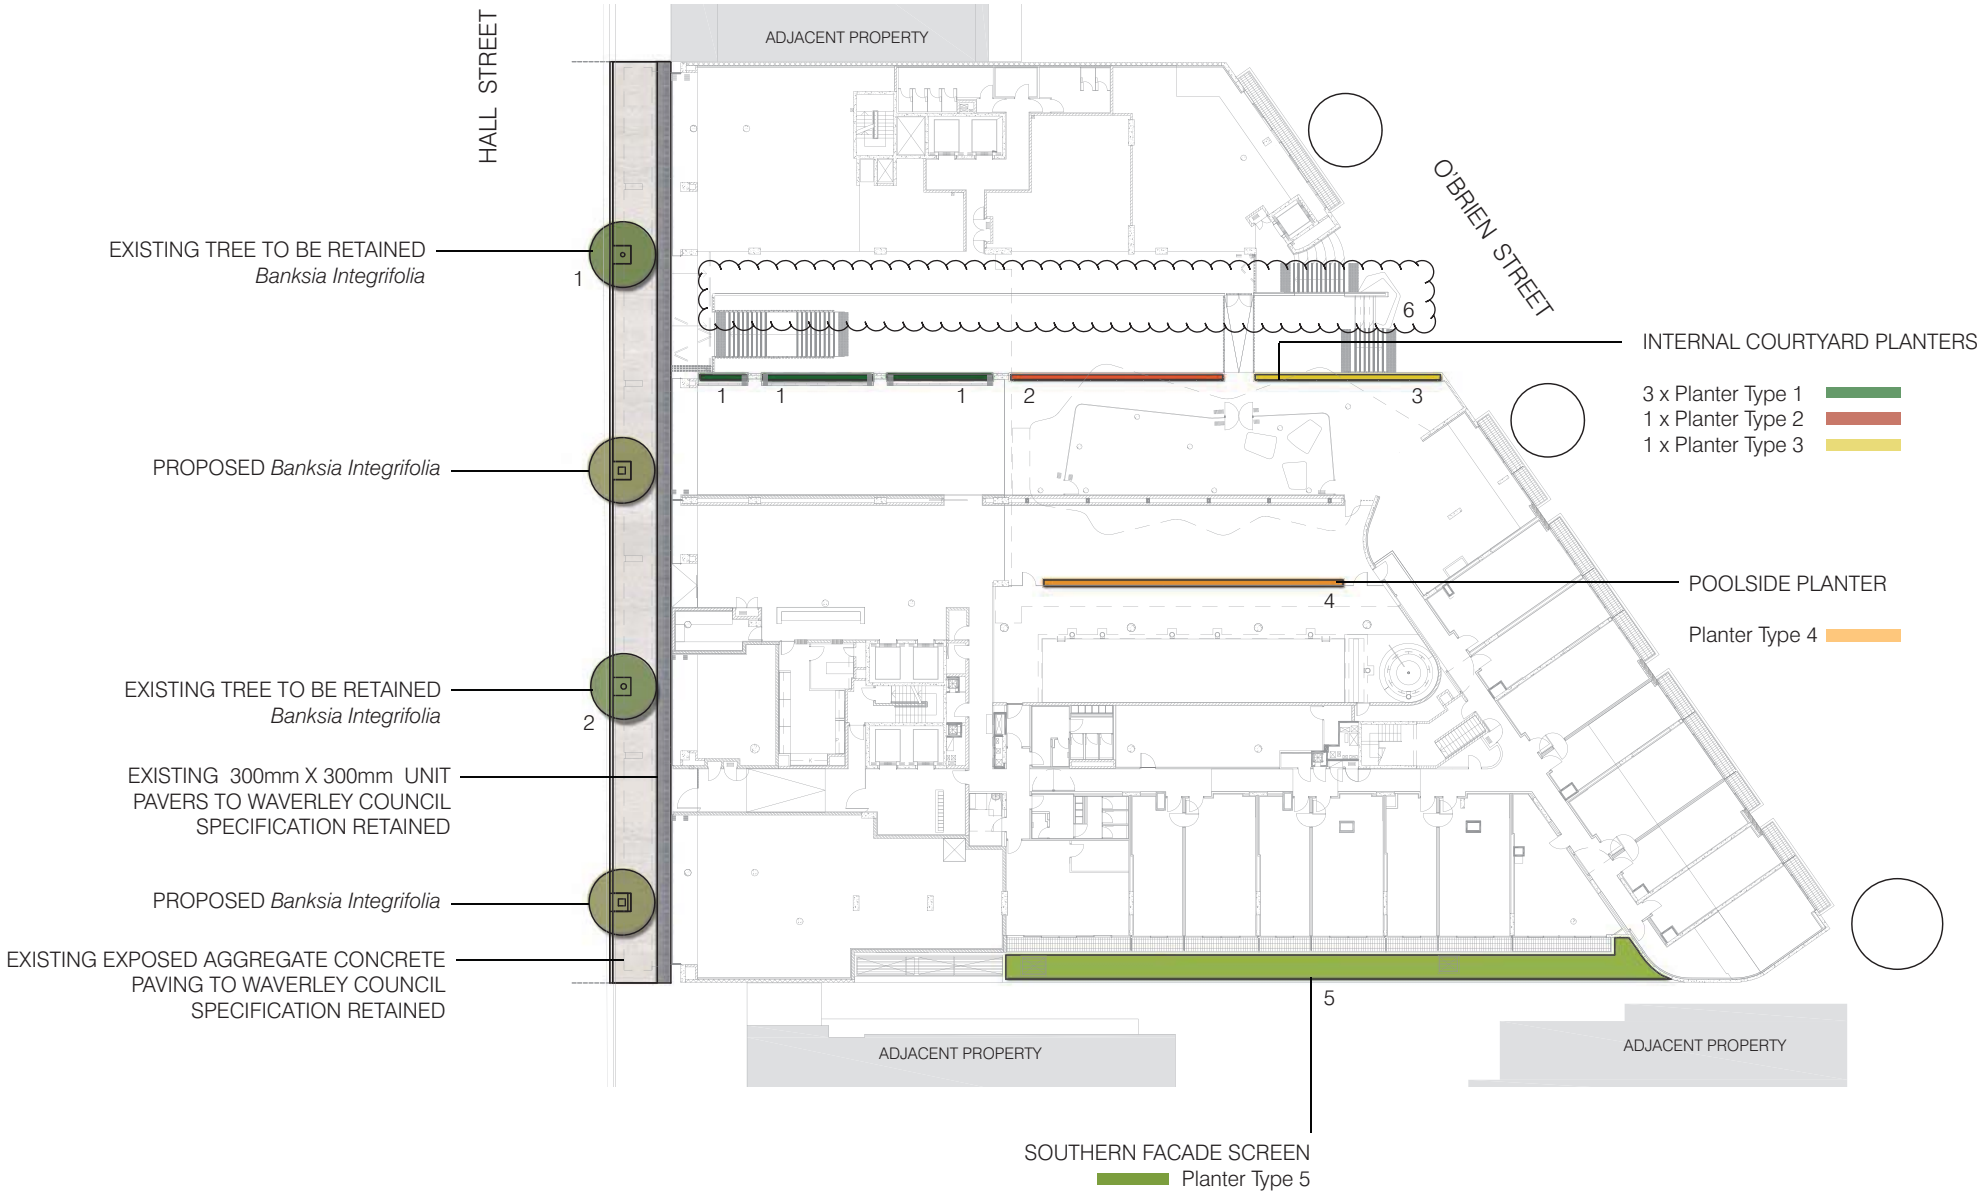 ADJACENT PROPERTY
HALL STREET
O'BRIEN STREET
EXISTING TREE TO BE RETAINED
Banksia Integrifolia
1
6
INTERNAL COURTYARD PLANTERS
3 x Planter Type 1
1 x Planter Type 2
1 x Planter Type 3
1
1
1
2
3
PROPOSED Banksia Integrifolia
POOLSIDE PLANTER
Planter Type 4
4
EXISTING TREE TO BE RETAINED
Banksia Integrifolia
2
EXISTING 300mm X 300mm UNIT
PAVERS TO WAVERLEY COUNCIL
SPECIFICATION RETAINED
PROPOSED Banksia Integrifolia
EXISTING EXPOSED AGGREGATE CONCRETE
PAVING TO WAVERLEY COUNCIL
SPECIFICATION RETAINED
5
ADJACENT PROPERTY
ADJACENT PROPERTY
SOUTHERN FACADE SCREEN
Planter Type 5